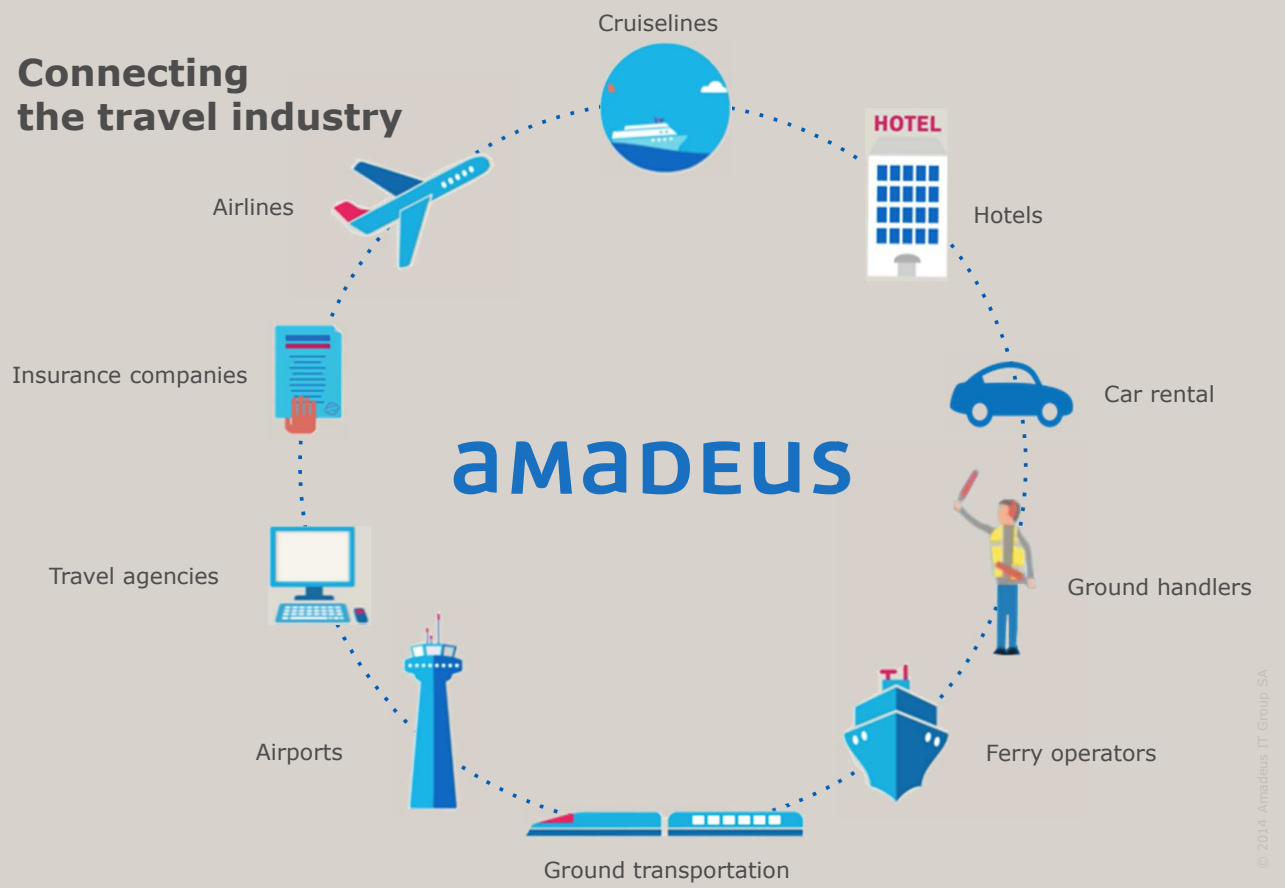 Connecting
the travel industry
Cruiselines
HOTEL
Hotels
Airlines
Insurance companies
Car rental
aMaDEUS
Travel agencies
Ground handlers
Airports
Ferry operators
Ground transportation
© 2014 Amadeus IT Group SA